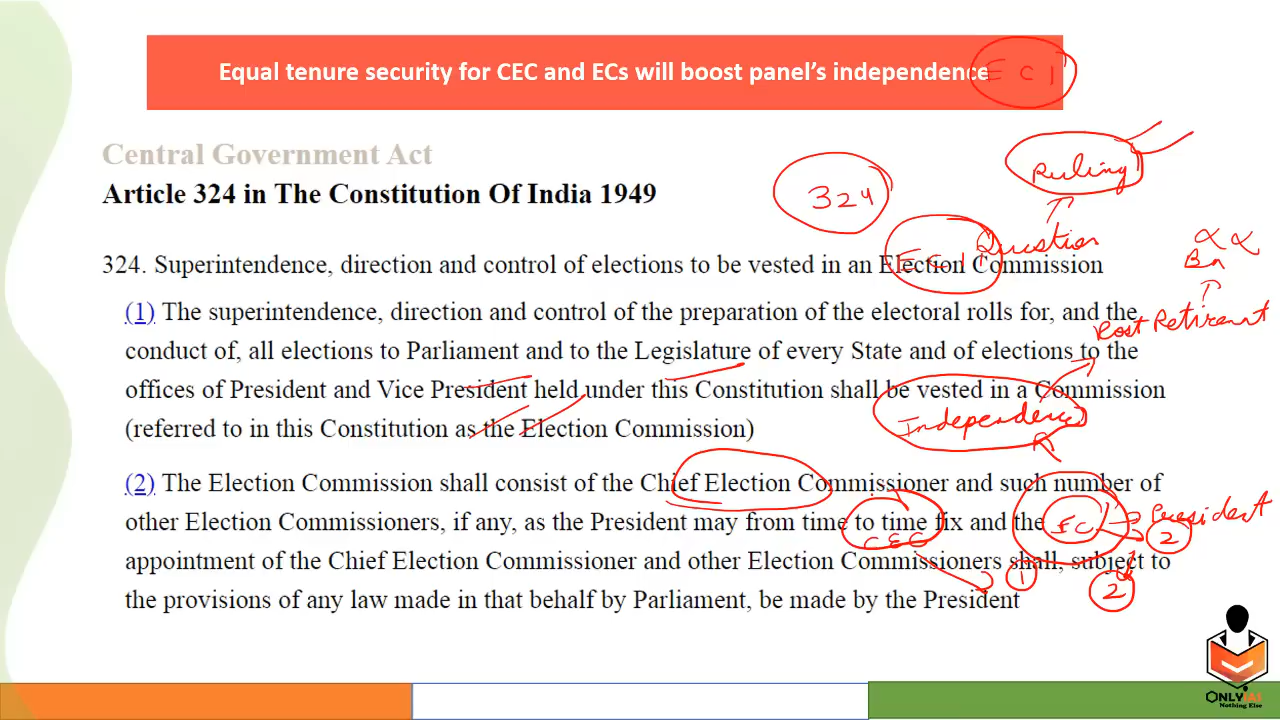 Equal tenure security for CEC and ECs will boost panel's independence
ECI
Central Government Act
Article 324 in The Constitution Of India 1949
324
Ruling
Question
ECI
324. Superintendence, direction and control of elections to be vested in an Election Commission
Post Retirement
(1) The superintendence, direction and control of the preparation of the electoral rolls for, and the
conduct of, all elections to Parliament and to the Legislature of every State and of elections to the
offices of President and Vice President held under this Constitution shall be vested in a Commission
(referred to in this Constitution as the Election Commission)
Independence
(2) The Election Commission shall consist of the Chief Election Commissioner and such number of
other Election Commissioners, if any, as the President may from time to time fix and the
appointment of the Chief Election Commissioner and other Election Commissioners shall, subject to
the provisions of any law made in that behalf by Parliament, be made by the President
CEC
EC
President
2
1
2
ONLYIAS
Nothing Else